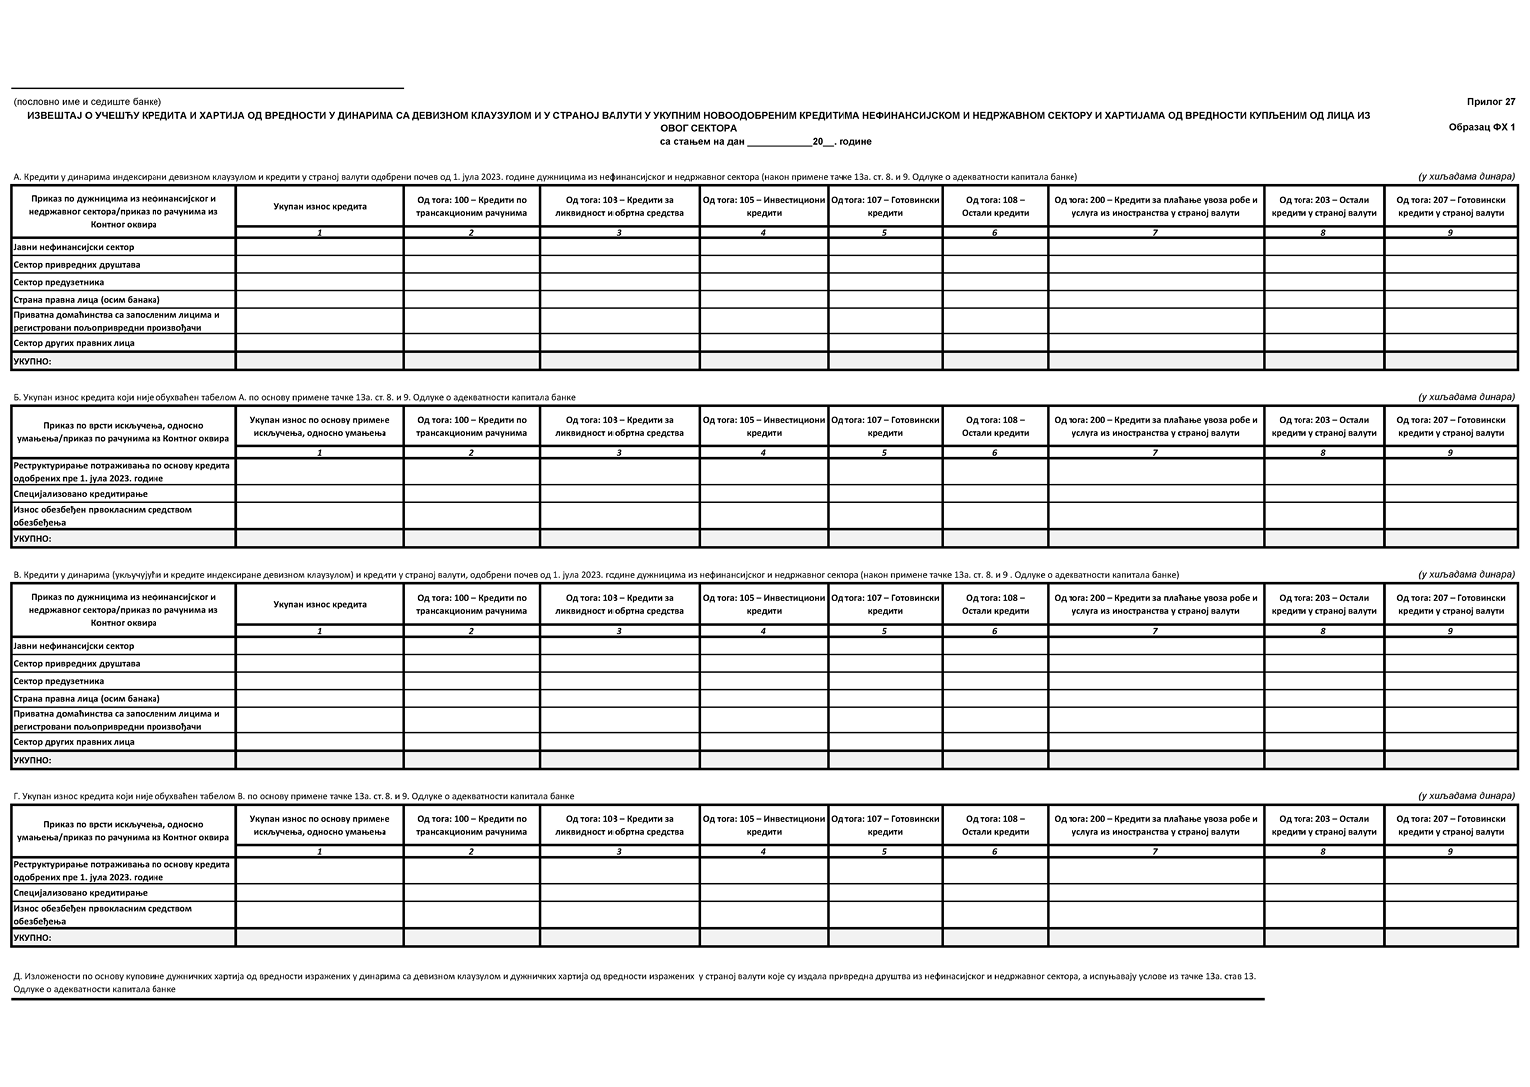 (пословно име и седиште банке)
Прилог 27
ИЗВЕШТАЈ О УЧЕШЋУ КРЕДИТА И ХАРТИЈА ОД ВРЕДНОСТИ У ДИНАРИМА СА ДЕВИЗНОМ КЛАУЗУЛОМ И У СТРАНОЈ ВАЛУТИ У УКУПНИМ НОВООДОБРЕНИМ КРЕДИТИМА НЕФИНАНСИЈСКОМ И НЕДРЖАВНОМ СЕКТОРУ И ХАРТИЈАМА ОД ВРЕДНОСТИ КУПЉЕНИМ ОД ЛИЦА ИЗ
ОВОГ СЕКТОРА
Образац ФХ 1
са стањем на дан ____________20__. године
А. Кредити у динарима индексирани девизном клаузулом и кредити у страној валути одобрени почев од 1. јула 2023. године дужницима из нефинансијског и недржавног сектора (након примене тачке 13а. ст. 8. и 9. Одлуке о адекватности капитала банке) (у хиљадама динара)
Приказ по дужницима из нефинансијског и
недржавног сектора/приказ по рачунима из
Контног оквира
Укупан износ кредита
Од тога: 100 – Кредити по
трансакционим рачунима
Од тога: 103 – Кредити за
ликвидност и обртна средства
Од тога: 105 – Инвестициони
кредити
Од тога: 107 – Готовински
кредити
Од тога: 108 –
Остали кредити
Од тога: 200 – Кредити за плаћање увоза робе и
услуга из иностранства у страној валути
Од тога: 203 – Остали
кредити у страној валути
Од тога: 207 – Готовински
кредити у страној валути
1 2 3 4 5 6 7 8 9
Јавни нефинансијски сектор
Сектор привредних друштава
Сектор предузетника
Страна правна лица (осим банака)
Приватна домаћинства са запосленим лицима и
регистровани пољопривредни произвођачи
Сектор других правних лица
УКУПНО:
Б. Укупан износ кредита који није обухваћен табелом А. по основу примене тачке 13а. ст. 8. и 9. Одлуке о адекватности капитала банке (у хиљадама динара)
Приказ по врсти искључења, односно
умањења/приказ по рачунима из Контног оквира
Укупан износ по основу примене
искључења, односно умањења
Од тога: 100 – Кредити по
трансакционим рачунима
Од тога: 103 – Кредити за
ликвидност и обртна средства
Од тога: 105 – Инвестициони
кредити
Од тога: 107 – Готовински
кредити
Од тога: 108 –
Остали кредити
Од тога: 200 – Кредити за плаћање увоза робе и
услуга из иностранства у страној валути
Од тога: 203 – Остали
кредити у страној валути
Од тога: 207 – Готовински
кредити у страној валути
1 2 3 4 5 6 7 8 9
Реструктурирање потраживања по основу кредита
одобрених пре 1. јула 2023. године
Специјализовано кредитирање
Износ обезбеђен првокласним средством
обезбеђења
УКУПНО:
В. Кредити у динарима (укључујући и кредите индексиране девизном клаузулом) и кредити у страној валути, одобрени почев од 1. јула 2023. године дужницима из нефинансијског и недржавног сектора (након примене тачке 13а. ст. 8. и 9 . Одлуке о адекватности капитала банке) (у хиљадама динара)
Приказ по дужницима из нефинансијског и
недржавног сектора/приказ по рачунима из
Контног оквира
Укупан износ кредита
Од тога: 100 – Кредити по
трансакционим рачунима
Од тога: 103 – Кредити за
ликвидност и обртна средства
Од тога: 105 – Инвестициони
кредити
Од тога: 107 – Готовински
кредити
Од тога: 108 –
Остали кредити
Од тога: 200 – Кредити за плаћање увоза робе и
услуга из иностранства у страној валути
Од тога: 203 – Остали
кредити у страној валути
Од тога: 207 – Готовински
кредити у страној валути
1 2 3 4 5 6 7 8 9
Јавни нефинансијски сектор
Сектор привредних друштава
Сектор предузетника
Страна правна лица (осим банака)
Приватна домаћинства са запосленим лицима и
регистровани пољопривредни произвођачи
Сектор других правних лица
УКУПНО:
Г. Укупан износ кредита који није обухваћен табелом В. по основу примене тачке 13а. ст. 8. и 9. Одлуке о адекватности капитала банке (у хиљадама динара)
Приказ по врсти искључења, односно
умањења/приказ по рачунима из Контног оквира
Укупан износ по основу примене
искључења, односно умањења
Од тога: 100 – Кредити по
трансакционим рачунима
Од тога: 103 – Кредити за
ликвидност и обртна средства
Од тога: 105 – Инвестициони
кредити
Од тога: 107 – Готовински
кредити
Од тога: 108 –
Остали кредити
Од тога: 200 – Кредити за плаћање увоза робе и
услуга из иностранства у страној валути
Од тога: 203 – Остали
кредити у страној валути
Од тога: 207 – Готовински
кредити у страној валути
1 2 3 4 5 6 7 8 9
Реструктурирање потраживања по основу кредита
одобрених пре 1. јула 2023. године
Специјализовано кредитирање
Износ обезбеђен првокласним средством
обезбеђења
УКУПНО:
Д. Изложености по основу куповине дужничких хартија од вредности изражених у динарима са девизном клаузулом и дужничких хартија од вредности изражених у страној валути које су издала привредна друштва из нефинасијског и недржавног сектора, а испуњавају услове из тачке 13а. став 13.
Одлуке о адекватности капитала банке